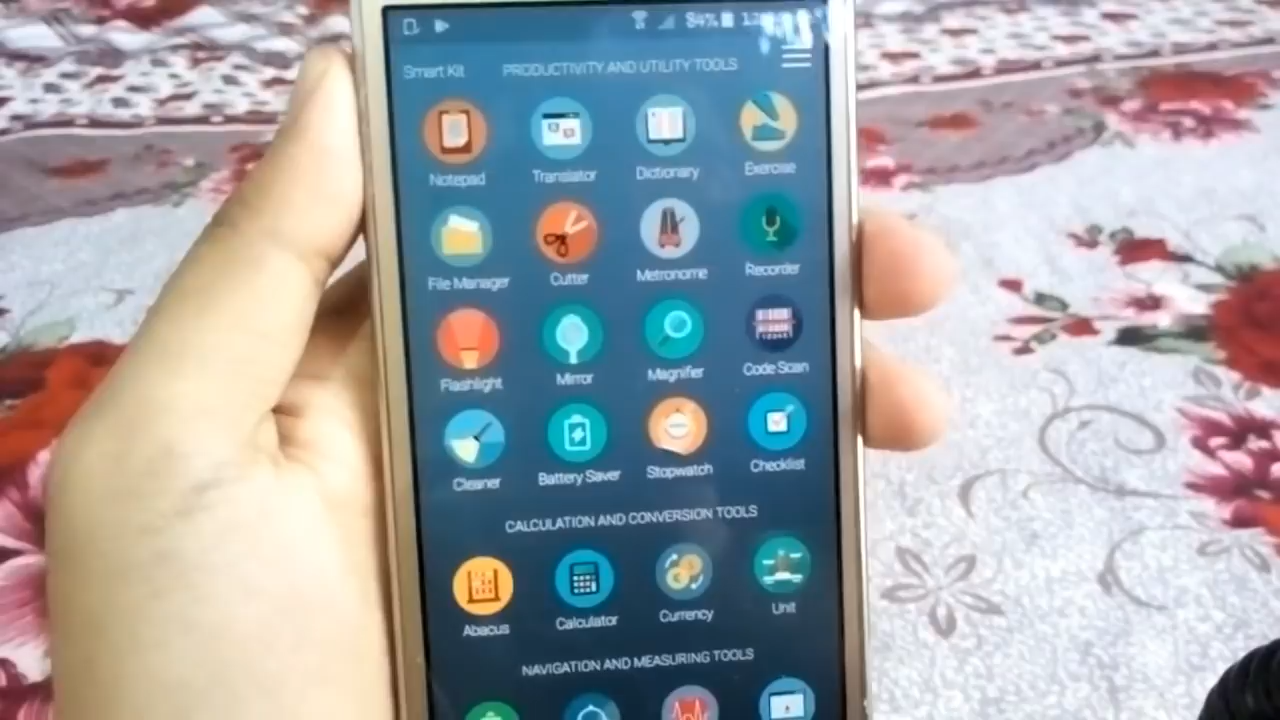 84%
Smart Kit PRODUCTIVITY AND UTILITY TOOLS
Notepad Translator Dictionary Exercise
File Manager Cutter Metronome Recorder
Flashlight Mirror Magnifier Code Scan
Cleaner Battery Saver Stopwatch Checklist
CALCULATION AND CONVERSION TOOLS
Abacus Calculator Currency Unit
NAVIGATION AND MEASURING TOOLS